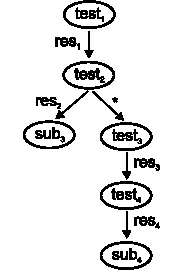 test₁
res₁
test₂
res₂ *
sub₃ test₃
res₃
test₄
res₄
sub₄